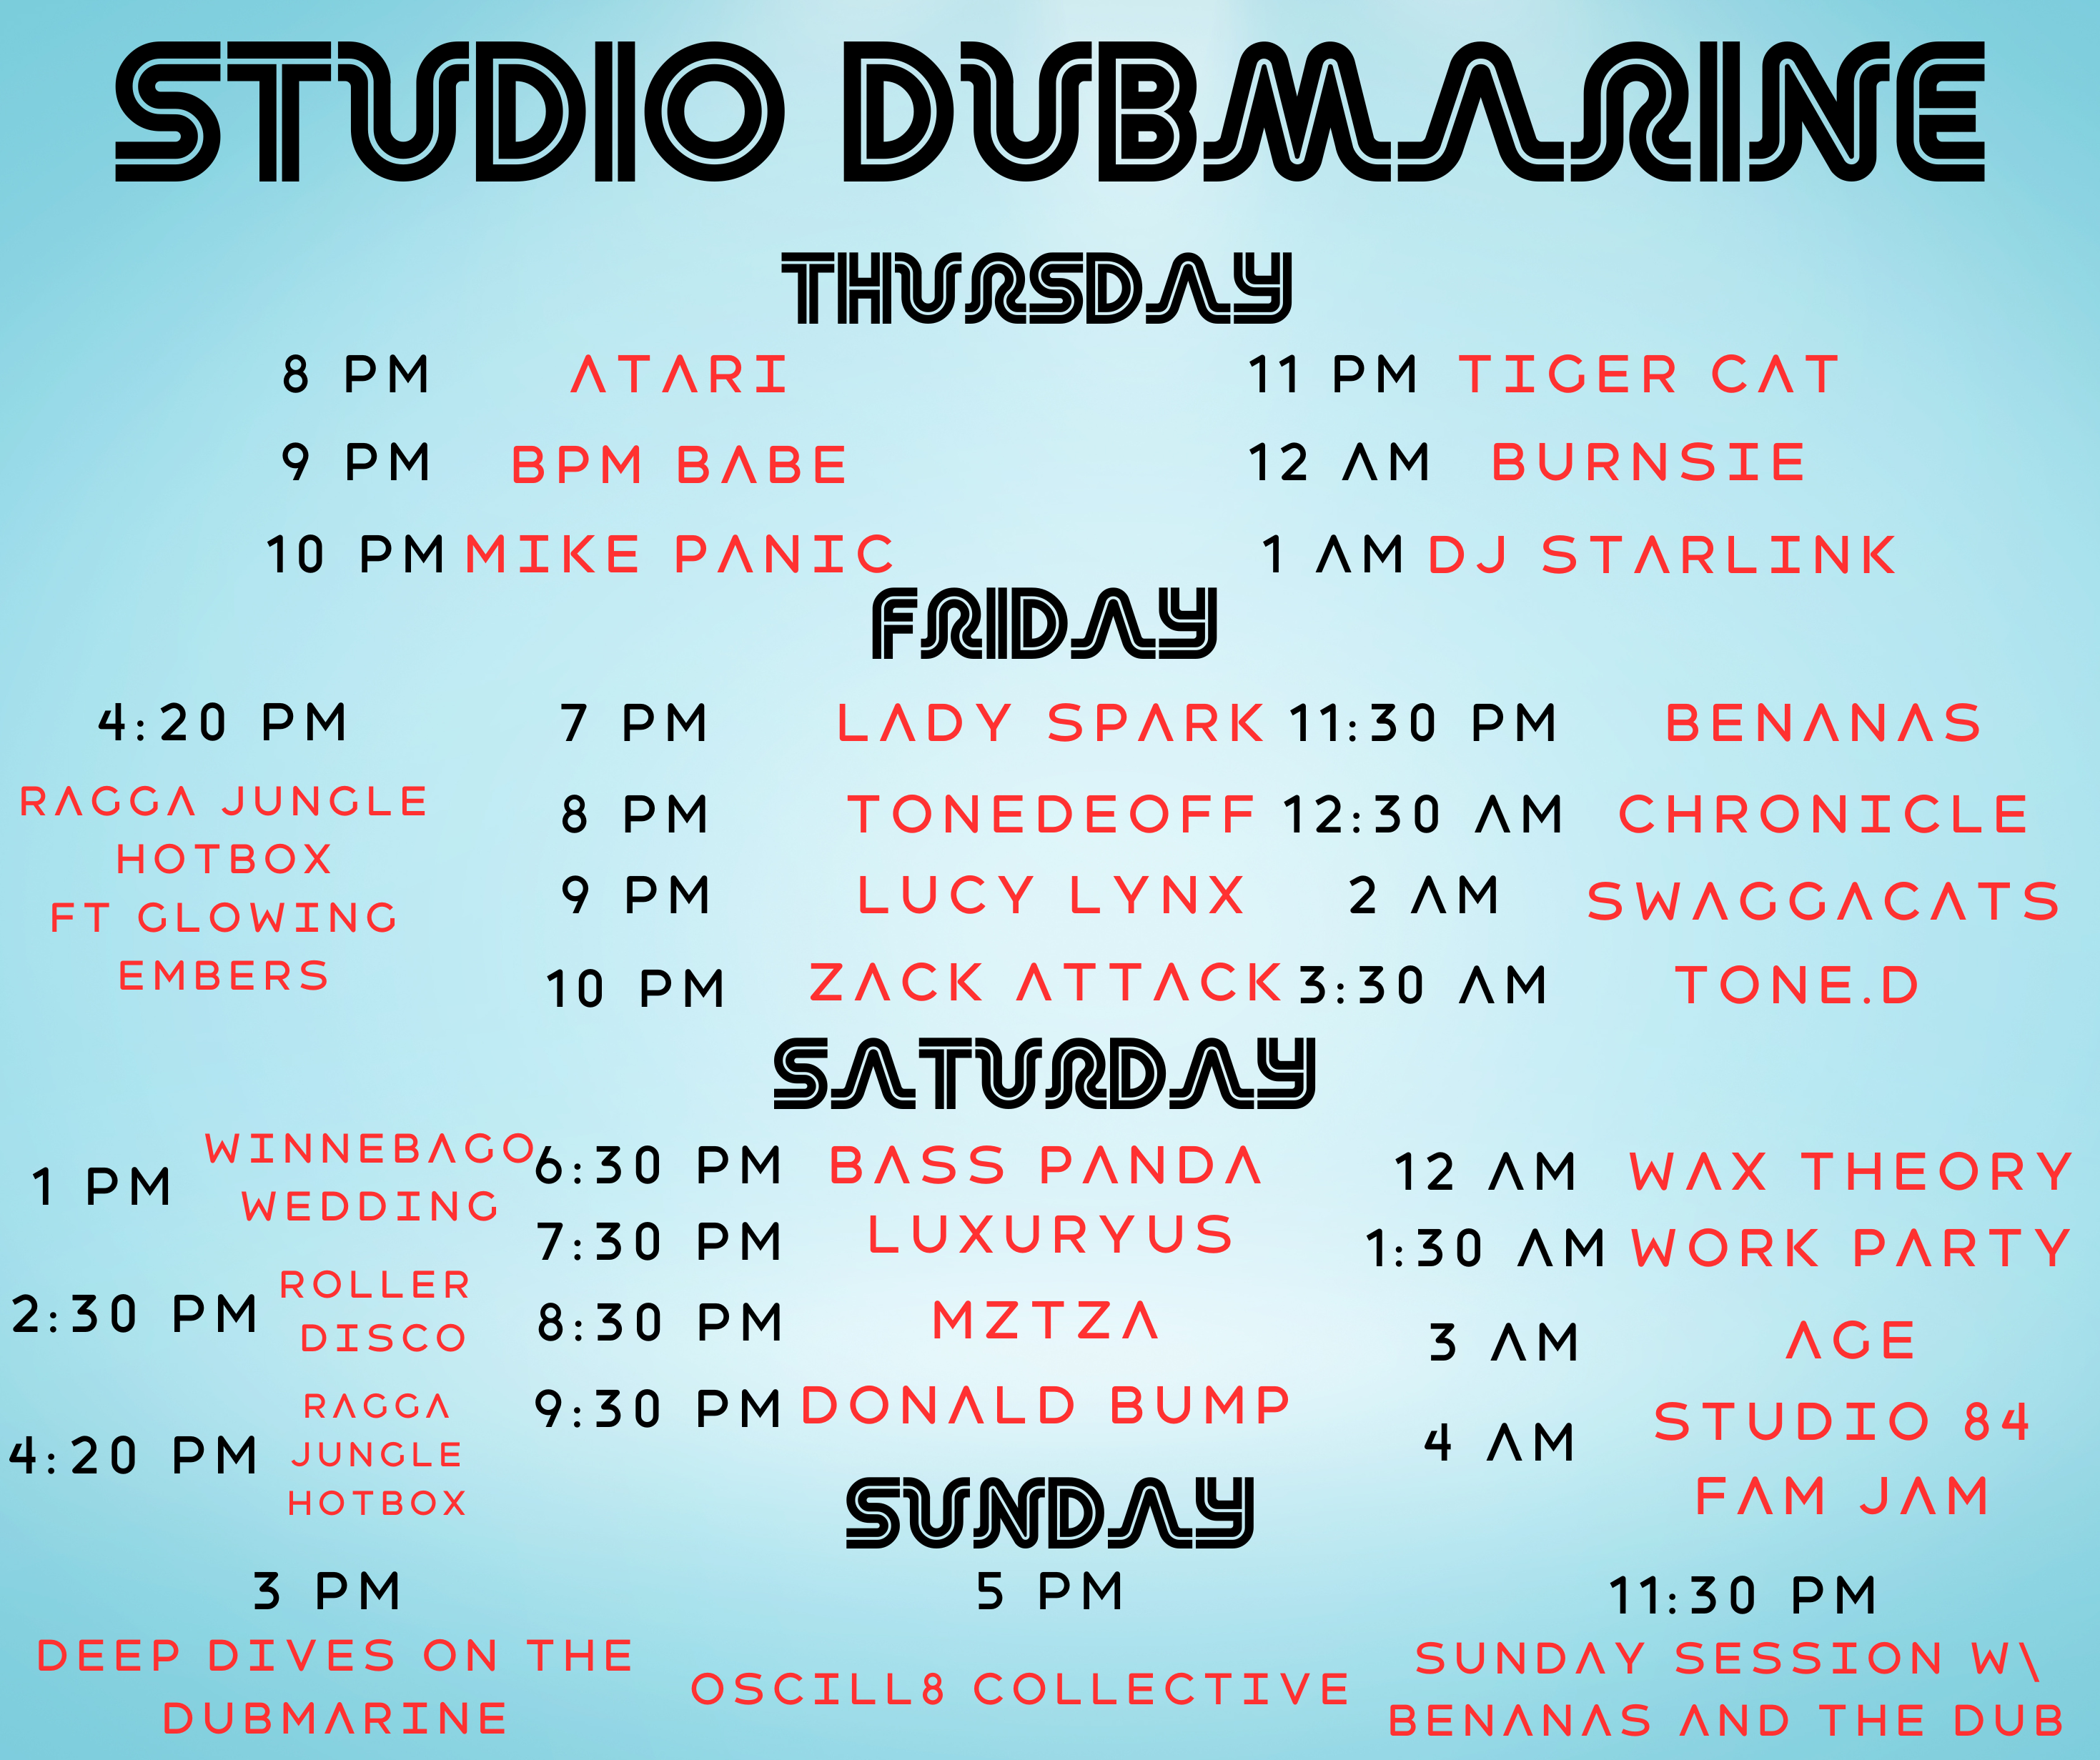 STUDIO DUBMARINE
THURSDAY
8 PM ATARI
9 PM BPM BABE
10 PM MIKE PANIC
11 PM TIGER CAT
12 AM BURNSIE
1 AM DJ STARLINK
FRIDAY
4:20 PM
RAGGA JUNGLE
HOTBOX
FT GLOWING
EMBERS
7 PM LADY SPARK
8 PM TONEDEOFF
9 PM LUCY LYNX
10 PM ZACK ATTACK
11:30 PM BENANAS
12:30 AM CHRONICLE
2 AM SWAGGACATS
3:30 AM TONE.D
SATURDAY
1 PM WINNEBAGO
WEDDING
2:30 PM ROLLER
DISCO
4:20 PM RAGGA
JUNGLE
HOTBOX
6:30 PM BASS PANDA
7:30 PM LUXURYUS
8:30 PM MZTZA
9:30 PM DONALD BUMP
12 AM WAX THEORY
1:30 AM WORK PARTY
3 AM AGE
4 AM STUDIO 84
FAM JAM
SUNDAY
3 PM
DEEP DIVES ON THE
DUBMARINE
5 PM
OSCILL8 COLLECTIVE
11:30 PM
SUNDAY SESSION W\
BENANAS AND THE DUB